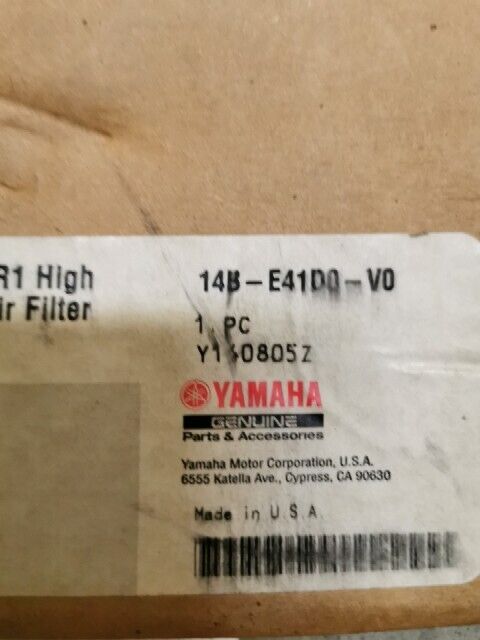 R1 High
ir Filter
14B-E41D0-V0
1 PC
YAMAHA
GENUINE
Parts & Accessories
Yamaha Motor Corporation, U.S.A.
6555 Katella Ave., Cypress, CA 90630
Made in U.S.A.